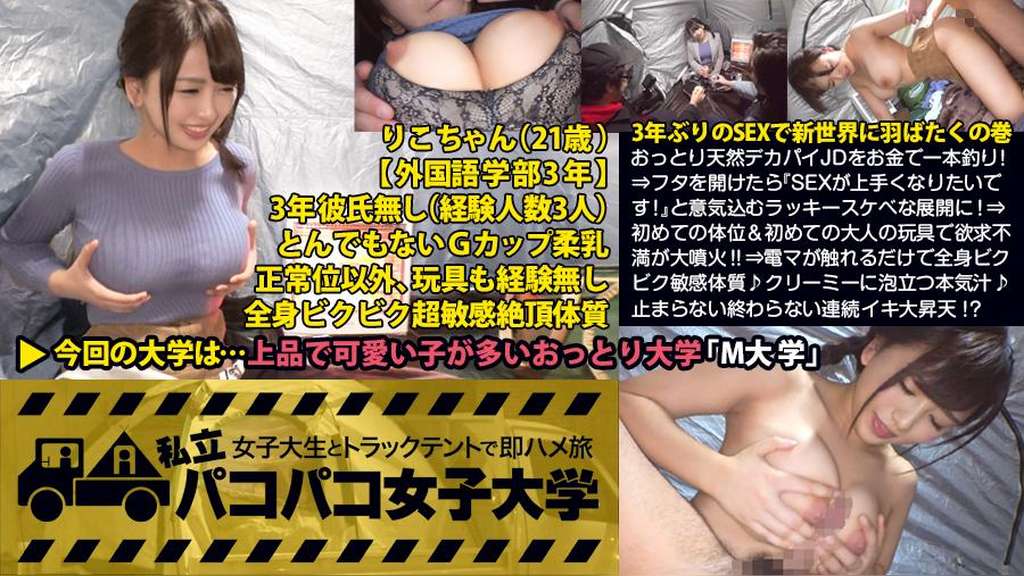 りこちゃん(21歳)
【外国語学部3年】
3年彼氏無し(経験人数3人)
とんでもないGカップ柔乳
正常位以外、玩具も経験無し
全身ビクビク超敏感絶頂体質
3年ぶりのSEXで新世界に羽ばたくの巻
おっとり天然デカパイJDをお金で一本釣り!
⇒フタを開けたら『SEXが上手くなりたいで
す!』と意気込むラッキースケベな展開に!⇒
初めての体位&初めての大人の玩具で欲求不
満が大噴火!!⇒電マが触れるだけで全身ビク
ビク敏感体質♪クリーミーに泡立つ本気汁♪
止まらない終わらない連続イキ大昇天!?
▶今回の大学は…上品で可愛い子が多いおっとり大学「M大学」
私立 女子大生とトラックテントで即ハメ旅
パコパコ女子大学